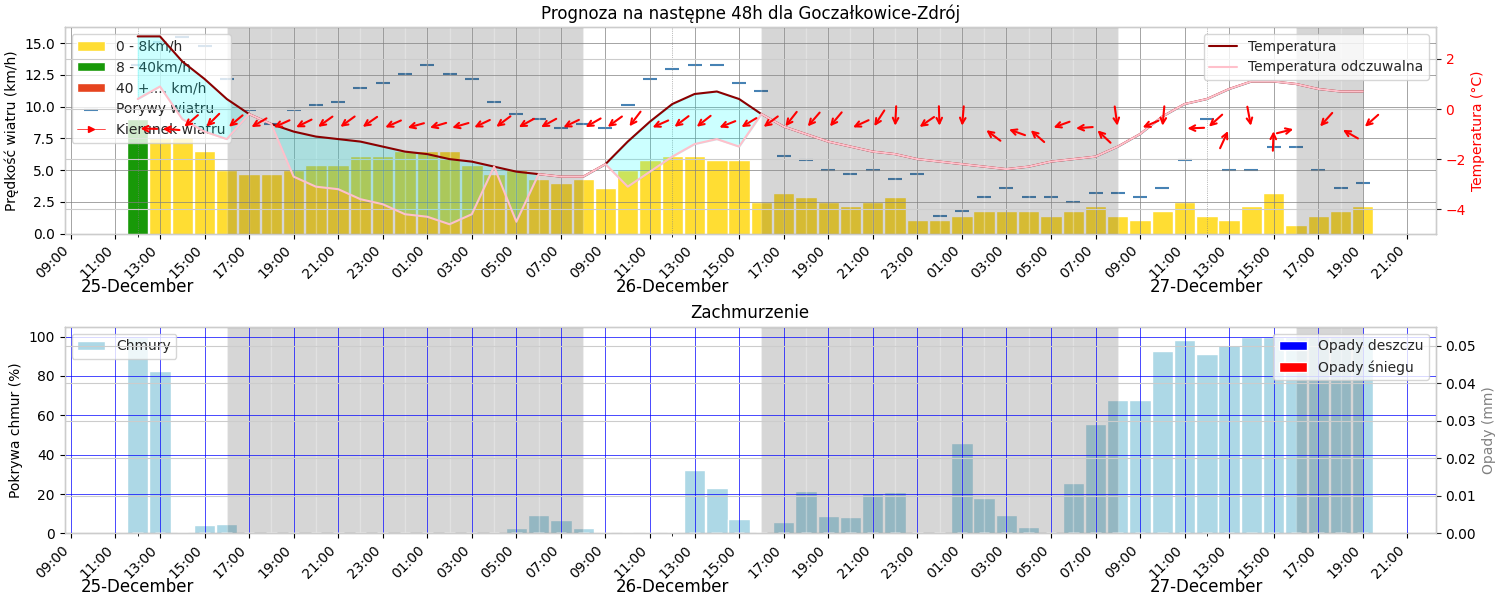 Prognoza na następne 48h dla Goczałkowice-Zdrój
Prędkość wiatru (km/h)
15.0
12.5
10.0
7.5
5.0
2.5
0.0
0 - 8km/h
8 - 40km/h
40 + ... km/h
Porywy wiatru
Kierunek wiatru
Temperatura
Temperatura odczuwalna
2
0
−2
−4
Temperatura (°C)
09:00 11:00 13:00 15:00 17:00 19:00 21:00 23:00 01:00 03:00 05:00 07:00 09:00 11:00 13:00 15:00 17:00 19:00 21:00 23:00 01:00 03:00 05:00 07:00 09:00 11:00 13:00 15:00 17:00 19:00 21:00
25-December 26-December 27-December
Zachmurzenie
Pokrywa chmur (%)
100
80
60
40
20
0
Chmury
Opady deszczu
Opady śniegu
0.05
0.04
0.03
0.02
0.01
0.00
Opady (mm)
09:00 11:00 13:00 15:00 17:00 19:00 21:00 23:00 01:00 03:00 05:00 07:00 09:00 11:00 13:00 15:00 17:00 19:00 21:00 23:00 01:00 03:00 05:00 07:00 09:00 11:00 13:00 15:00 17:00 19:00 21:00
25-December 26-December 27-December